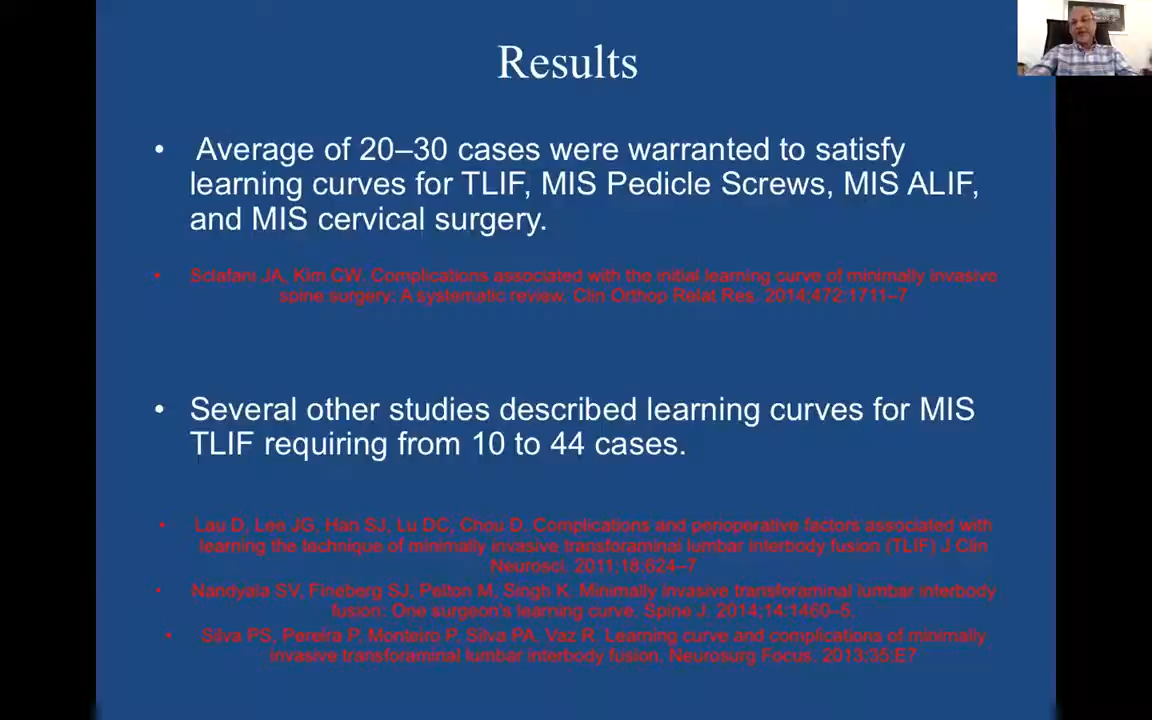 Results
• Average of 20–30 cases were warranted to satisfy
learning curves for TLIF, MIS Pedicle Screws, MIS ALIF,
and MIS cervical surgery.
• Sclafani JA, Kim CW. Complications associated with the initial learning curve of minimally invasive
spine surgery: A systematic review. Clin Orthop Relat Res. 2014;472:1711–7
• Several other studies described learning curves for MIS
TLIF requiring from 10 to 44 cases.
• Lau D, Lee JG, Han SJ, Lu DC, Chou D. Complications and perioperative factors associated with
learning the technique of minimally invasive transforaminal lumbar interbody fusion (TLIF) J Clin
Neurosci. 2011;18:624–7
• Nandyala SV, Fineberg SJ, Pelton M, Singh K. Minimally invasive transforaminal lumbar interbody
fusion: One surgeon's learning curve. Spine J. 2014;14:1460–5.
• Silva PS, Pereira P, Monteiro P, Silva PA, Vaz R. Learning curve and complications of minimally
invasive transforaminal lumbar interbody fusion. Neurosurg Focus. 2013;35:E7